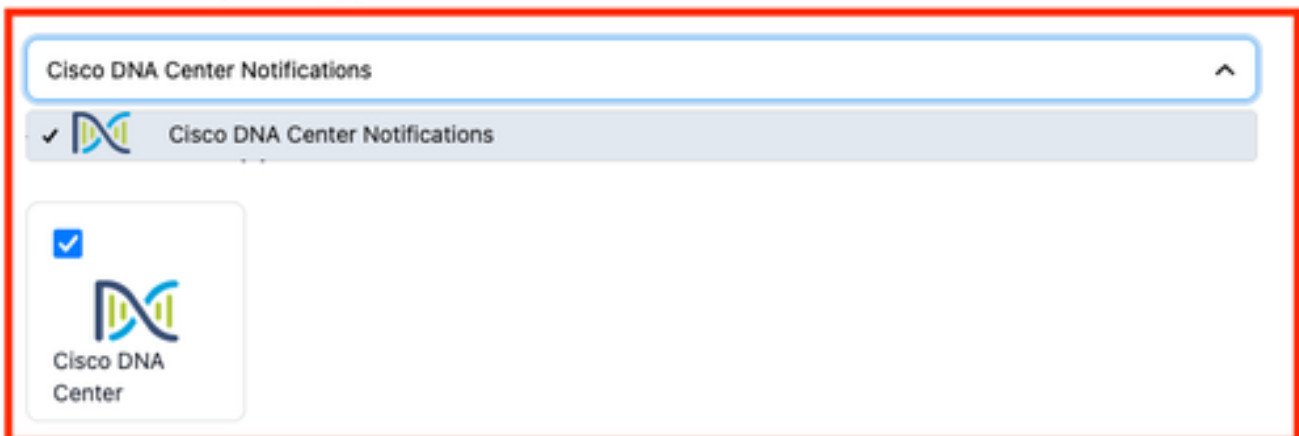 Cisco DNA Center Notifications
Cisco DNA Center Notifications
Cisco DNA
Center